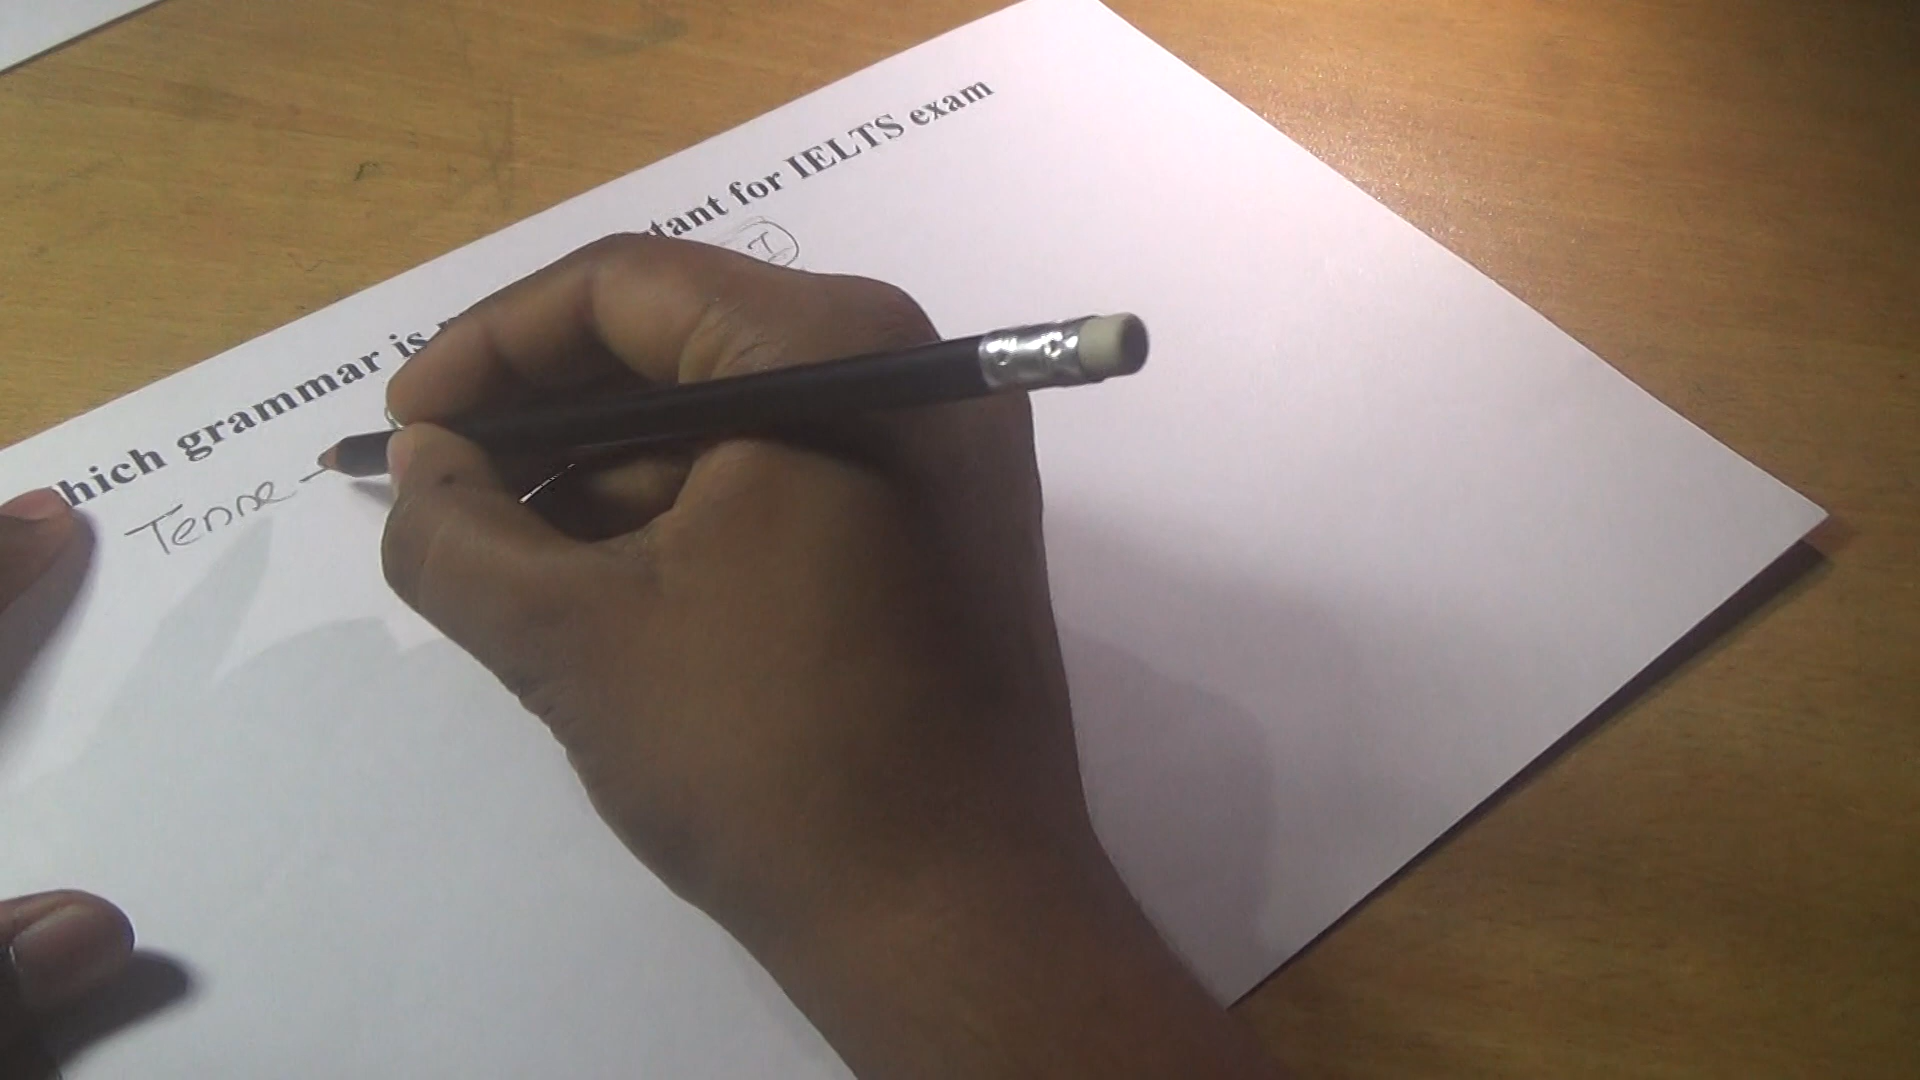 hich grammar is tant for IELTS exam
I
Tense -